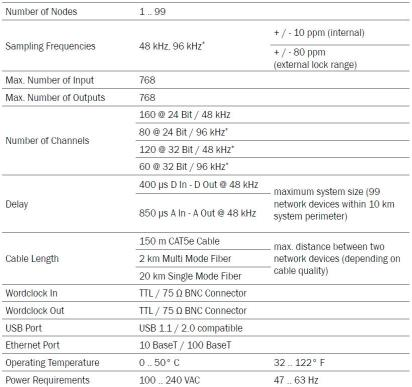 Number of Nodes 1 .. 99
Sampling Frequencies 48 kHz, 96 kHz* + / - 10 ppm (internal)
+ / - 80 ppm
(external lock range)
Max. Number of Input 768
Max. Number of Outputs 768
Number of Channels 160 @ 24 Bit / 48 kHz
80 @ 24 Bit / 96 kHz*
120 @ 32 Bit / 48 kHz*
60 @ 32 Bit / 96 kHz*
Delay 400 µs D In - D Out @ 48 kHz
850 µs A In - A Out @ 48 kHz
maximum system size (99
network devices within 10 km
system perimeter)
Cable Length 150 m CAT5e Cable
2 km Multi Mode Fiber
20 km Single Mode Fiber
max. distance between two
network devices (depending on
cable quality)
Wordclock In TTL / 75 Ω BNC Connector
Wordclock Out TTL / 75 Ω BNC Connector
USB Port USB 1.1 / 2.0 compatible
Ethernet Port 10 BaseT / 100 BaseT
Operating Temperature 0 .. 50° C 32 .. 122° F
Power Requirements 100 .. 240 VAC 47 .. 63 Hz